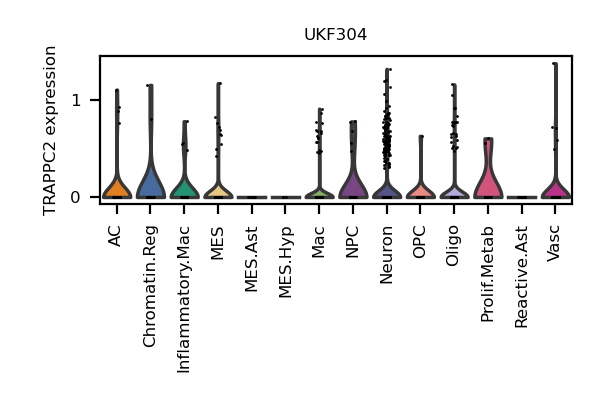 UKF304
TRAPPC2 expression
1
0
AC
Chromatin.Reg
Inflammatory.Mac
MES
MES.Ast
MES.Hyp
Mac
NPC
Neuron
OPC
Oligo
Prolif.Metab
Reactive.Ast
Vasc